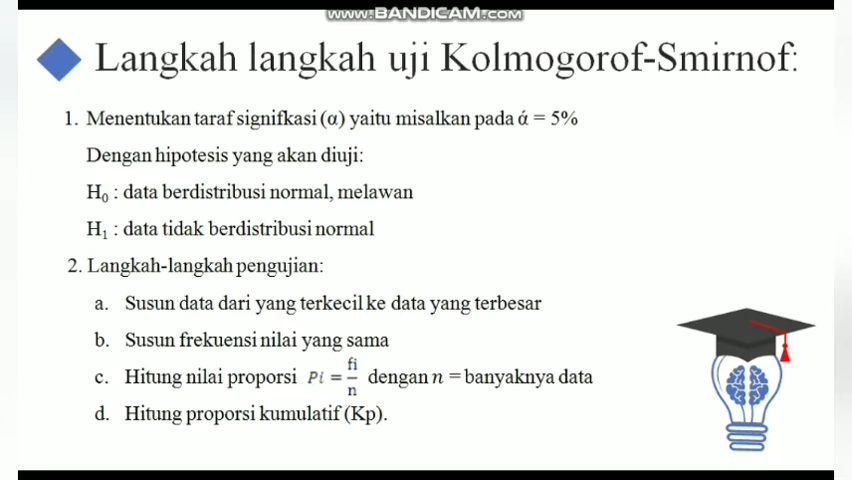 www.BANDICAM.com
Langkah langkah uji Kolmogorof-Smirnof:
1. Menentukan taraf signifkasi (α) yaitu misalkan pada ά = 5%
Dengan hipotesis yang akan diuji:
H₀ : data berdistribusi normal, melawan
H₁ : data tidak berdistribusi normal
2. Langkah-langkah pengujian:
a. Susun data dari yang terkecil ke data yang terbesar
b. Susun frekuensi nilai yang sama
c. Hitung nilai proporsi Pi = fi/n dengan n = banyaknya data
d. Hitung proporsi kumulatif (Kp).